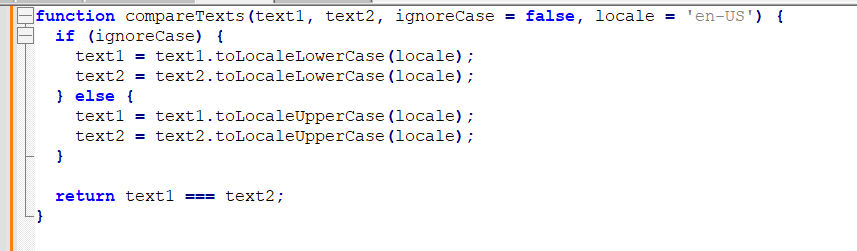 function compareTexts(text1, text2, ignoreCase = false, locale = 'en-US') {
  if (ignoreCase) {
    text1 = text1.toLocaleLowerCase(locale);
    text2 = text2.toLocaleLowerCase(locale);
  } else {
    text1 = text1.toLocaleUpperCase(locale);
    text2 = text2.toLocaleUpperCase(locale);
  }

  return text1 === text2;
}